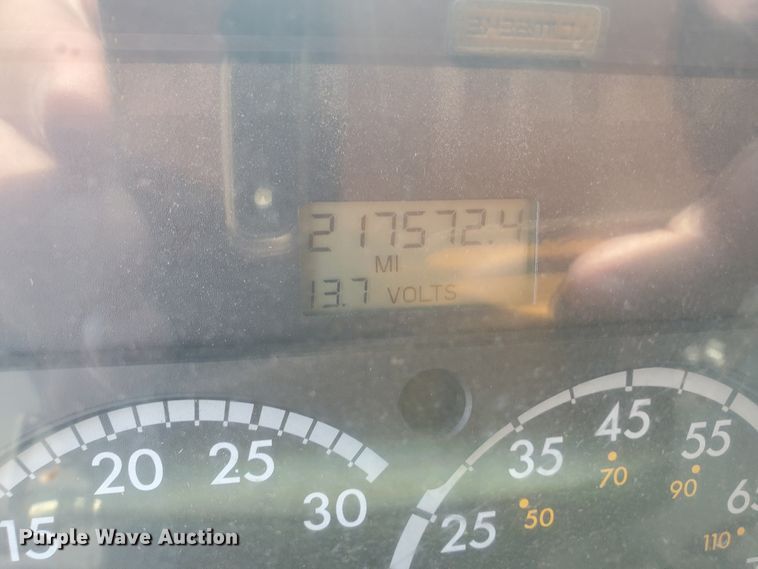 217572.4
MI
13.7 VOLTS
15 20 25 30
25 35 45 55 65
50 70 90 110
Purple Wave Auction